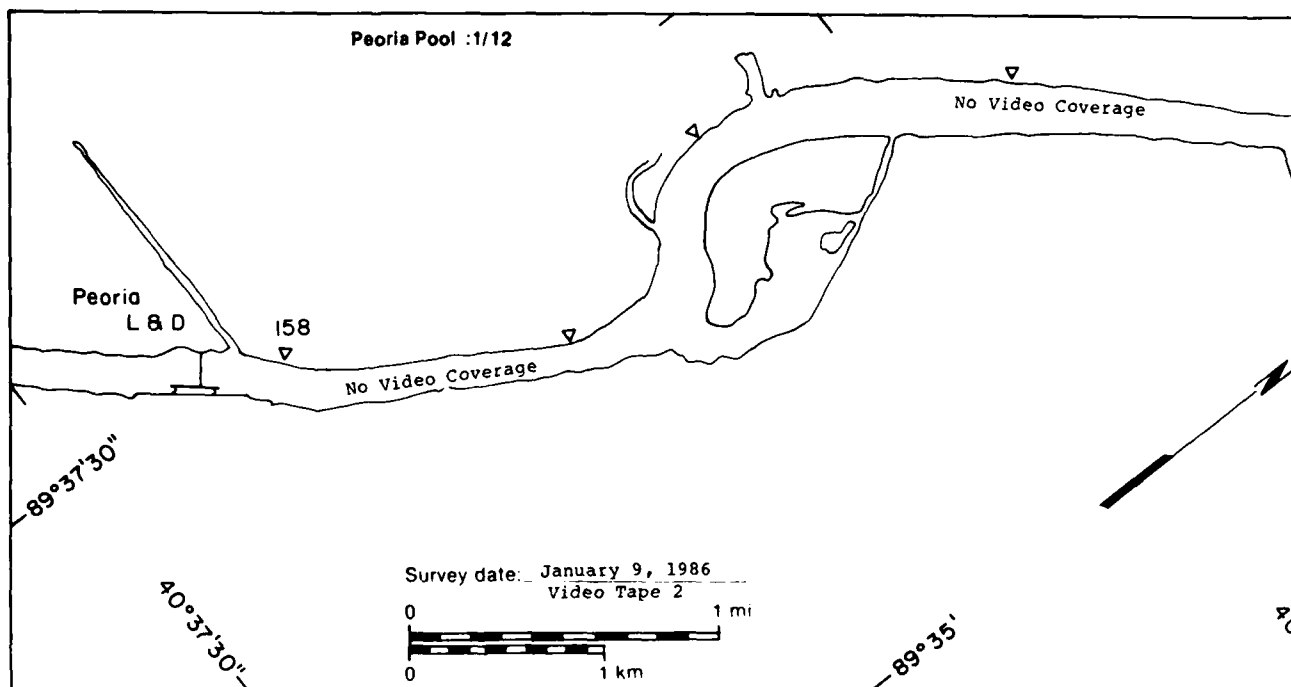 Peoria Pool :1/12
No Video Coverage
Peoria
L & D
158
No Video Coverage
N
89°37'30"
Survey date: January 9, 1986
Video Tape 2
0 1 mi
0 1 km
40°37'30"
89°35'
40